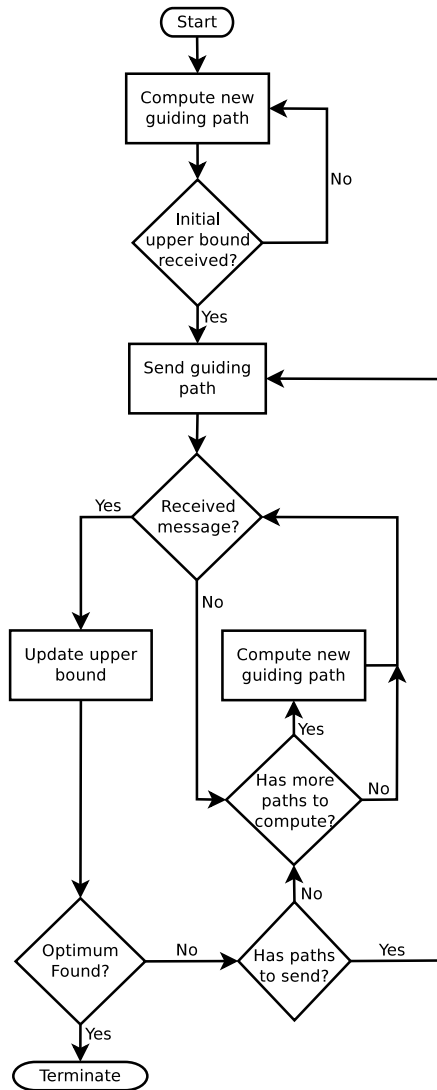 Start
Compute new
guiding path
No
Initial
upper bound
received?
Yes
Send guiding
path
Yes
Received
message?
No
Update upper
bound
Compute new
guiding path
Yes
Has more
paths to
compute?
No
No
Optimum
Found?
No
Has paths
to send?
Yes
Yes
Terminate